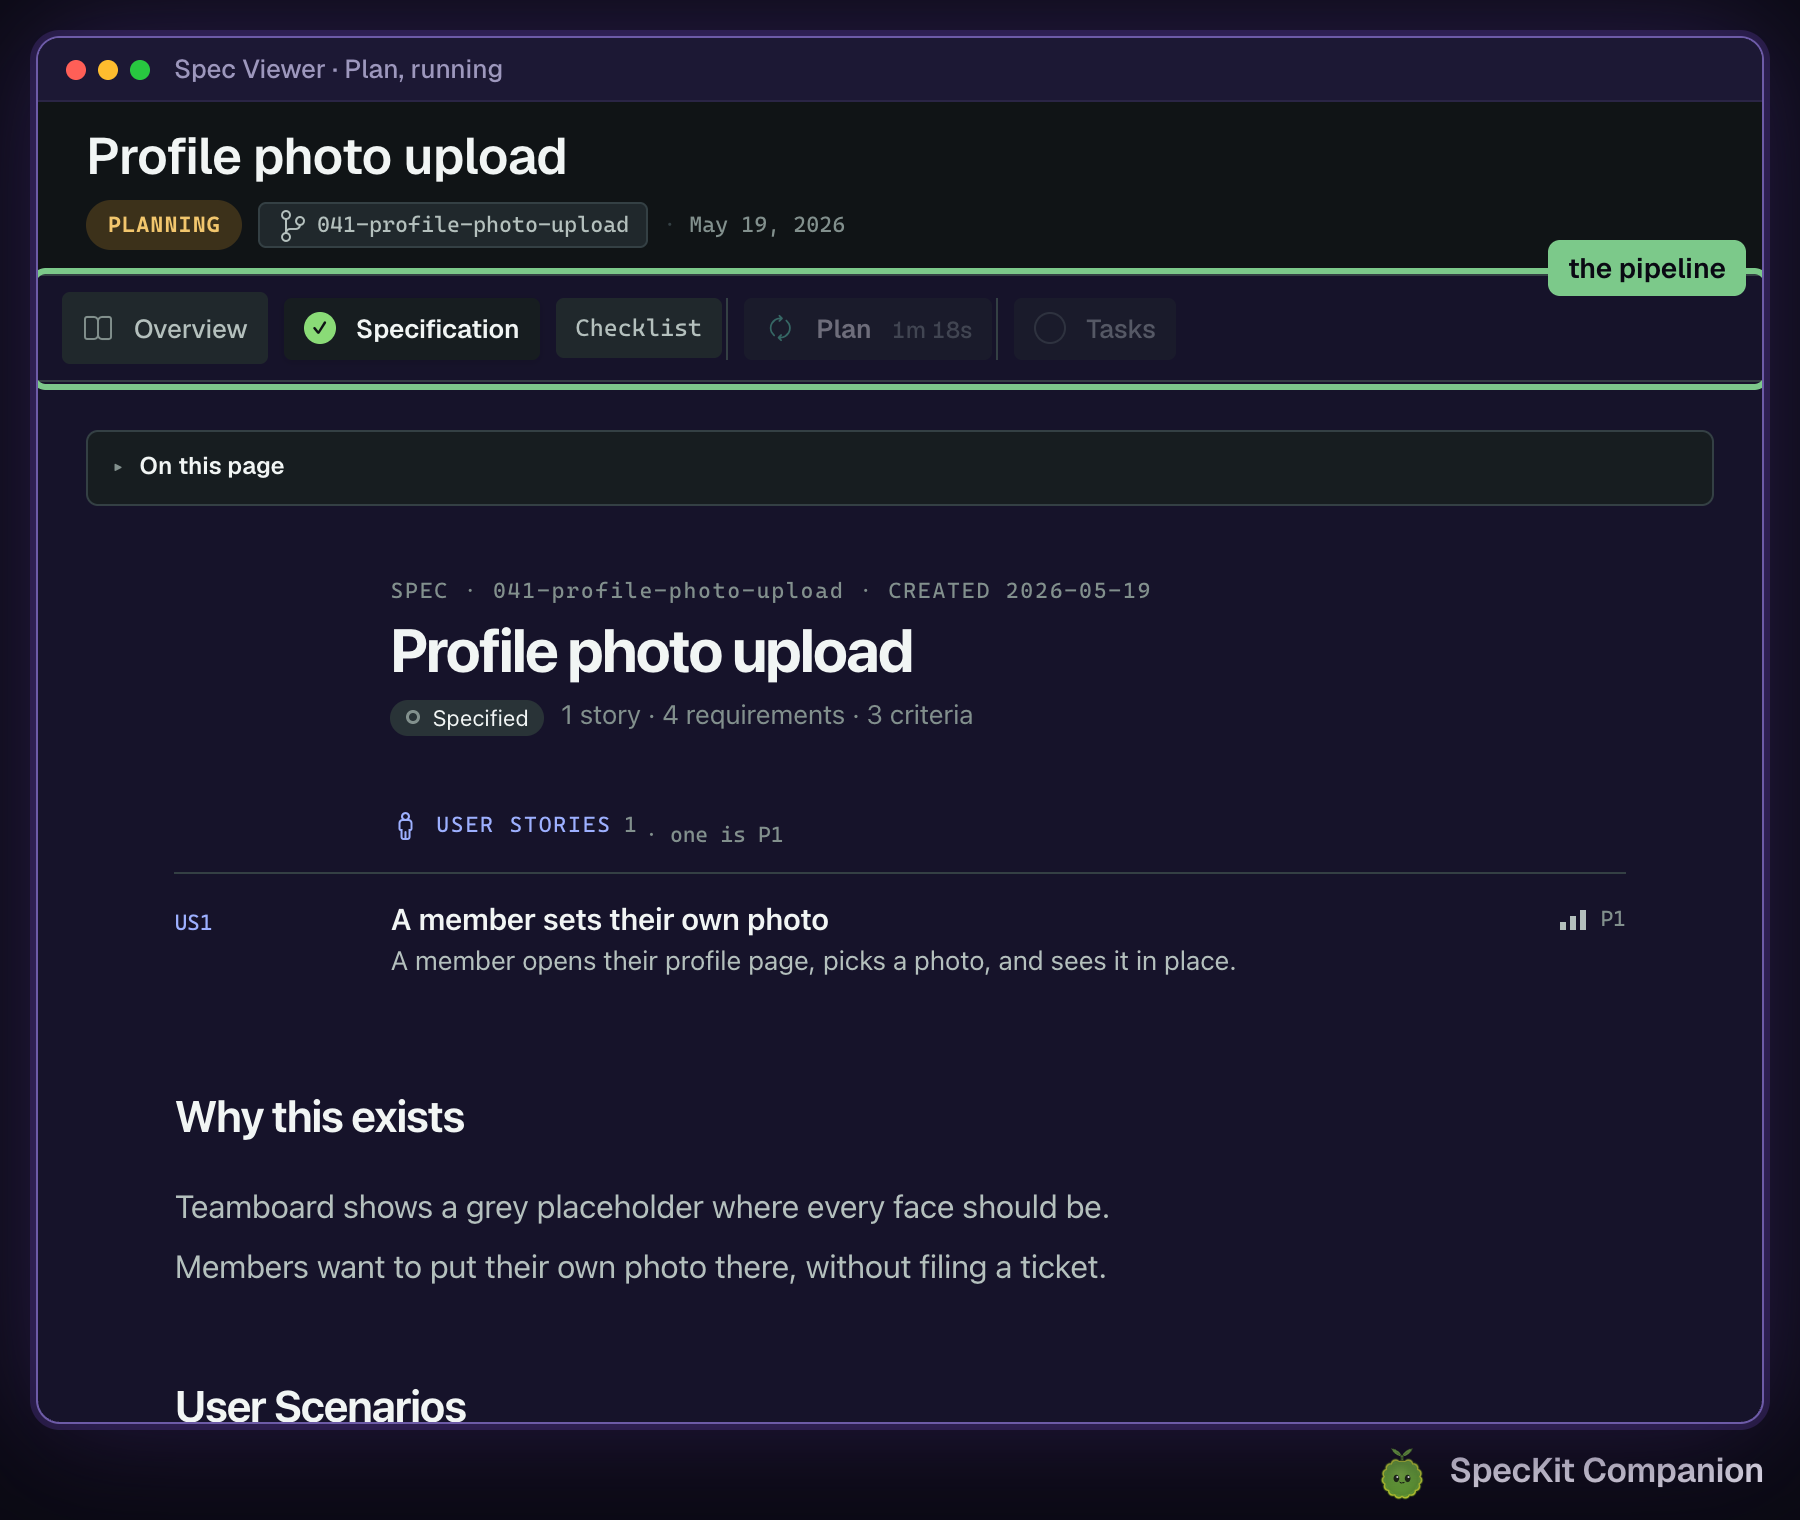 Spec Viewer · Plan, running
Profile photo upload
PLANNING 041-profile-photo-upload · May 19, 2026
the pipeline
Overview Specification Checklist Plan 1m 18s Tasks
On this page
SPEC · 041-profile-photo-upload · CREATED 2026-05-19
Profile photo upload
Specified 1 story · 4 requirements · 3 criteria
USER STORIES 1 · one is P1
US1 A member sets their own photo P1
A member opens their profile page, picks a photo, and sees it in place.
Why this exists
Teamboard shows a grey placeholder where every face should be.
Members want to put their own photo there, without filing a ticket.
User Scenarios
SpecKit Companion